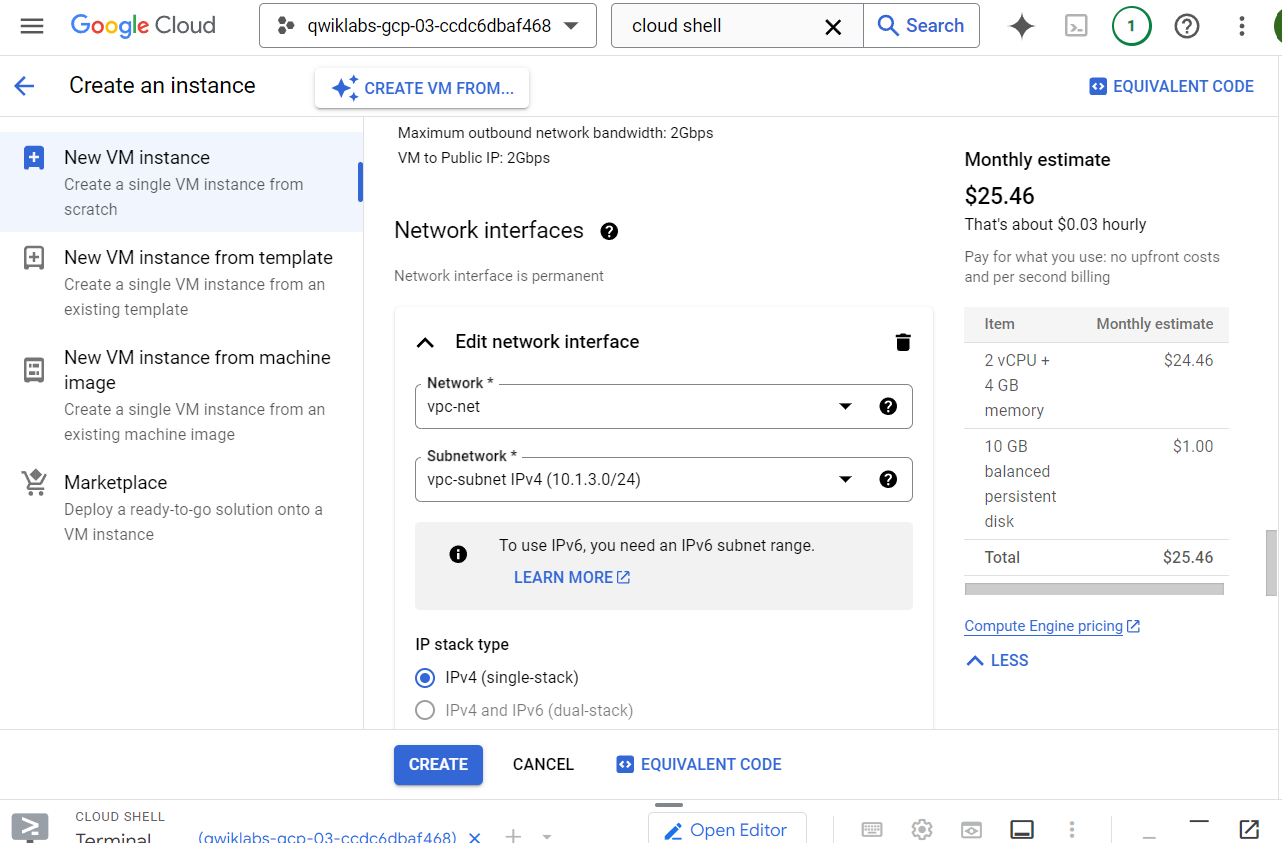 Google Cloud
qwiklabs-gcp-03-ccdc6dbaf468
cloud shell
Search
1
Create an instance
CREATE VM FROM...
EQUIVALENT CODE
New VM instance
Create a single VM instance from
scratch
New VM instance from template
Create a single VM instance from an
existing template
New VM instance from machine
image
Create a single VM instance from an
existing machine image
Marketplace
Deploy a ready-to-go solution onto a
VM instance
Maximum outbound network bandwidth: 2Gbps
VM to Public IP: 2Gbps
Network interfaces
Network interface is permanent
Edit network interface
Network *
vpc-net
Subnetwork *
vpc-subnet IPv4 (10.1.3.0/24)
To use IPv6, you need an IPv6 subnet range.
LEARN MORE
IP stack type
IPv4 (single-stack)
IPv4 and IPv6 (dual-stack)
Monthly estimate
$25.46
That's about $0.03 hourly
Pay for what you use: no upfront costs
and per second billing
Item Monthly estimate
2 vCPU + $24.46
4 GB
memory
10 GB $1.00
balanced
persistent
disk
Total $25.46
Compute Engine pricing
LESS
CREATE
CANCEL
EQUIVALENT CODE
CLOUD SHELL
Terminal
(qwiklabs-gcp-03-ccdc6dbaf468)
Open Editor